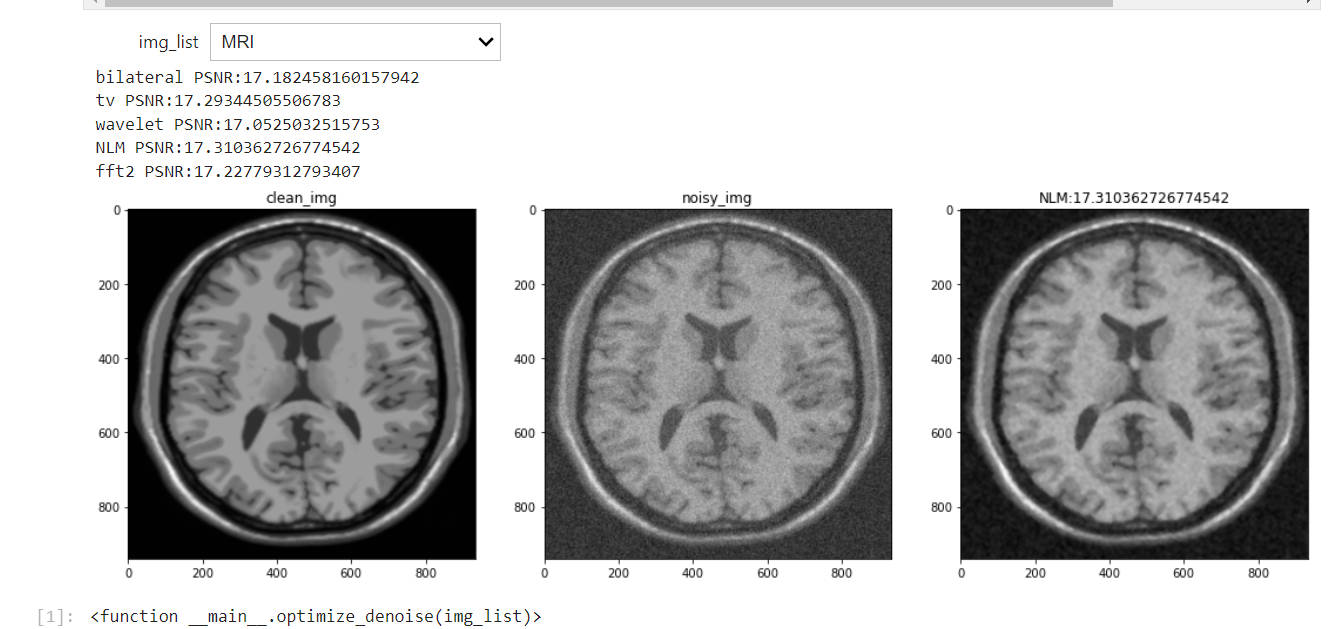 img_list MRI
bilateral PSNR:17.182458160157942
tv PSNR:17.29344505506783
wavelet PSNR:17.0525032515753
NLM PSNR:17.310362726774542
fft2 PSNR:17.22779312793407
clean_img noisy_img NLM:17.310362726774542
0 0 0
200 200 200
400 400 400
600 600 600
800 800 800
0 200 400 600 800 0 200 400 600 800 0 200 400 600 800
[1]: <function __main__.optimize_denoise(img_list)>